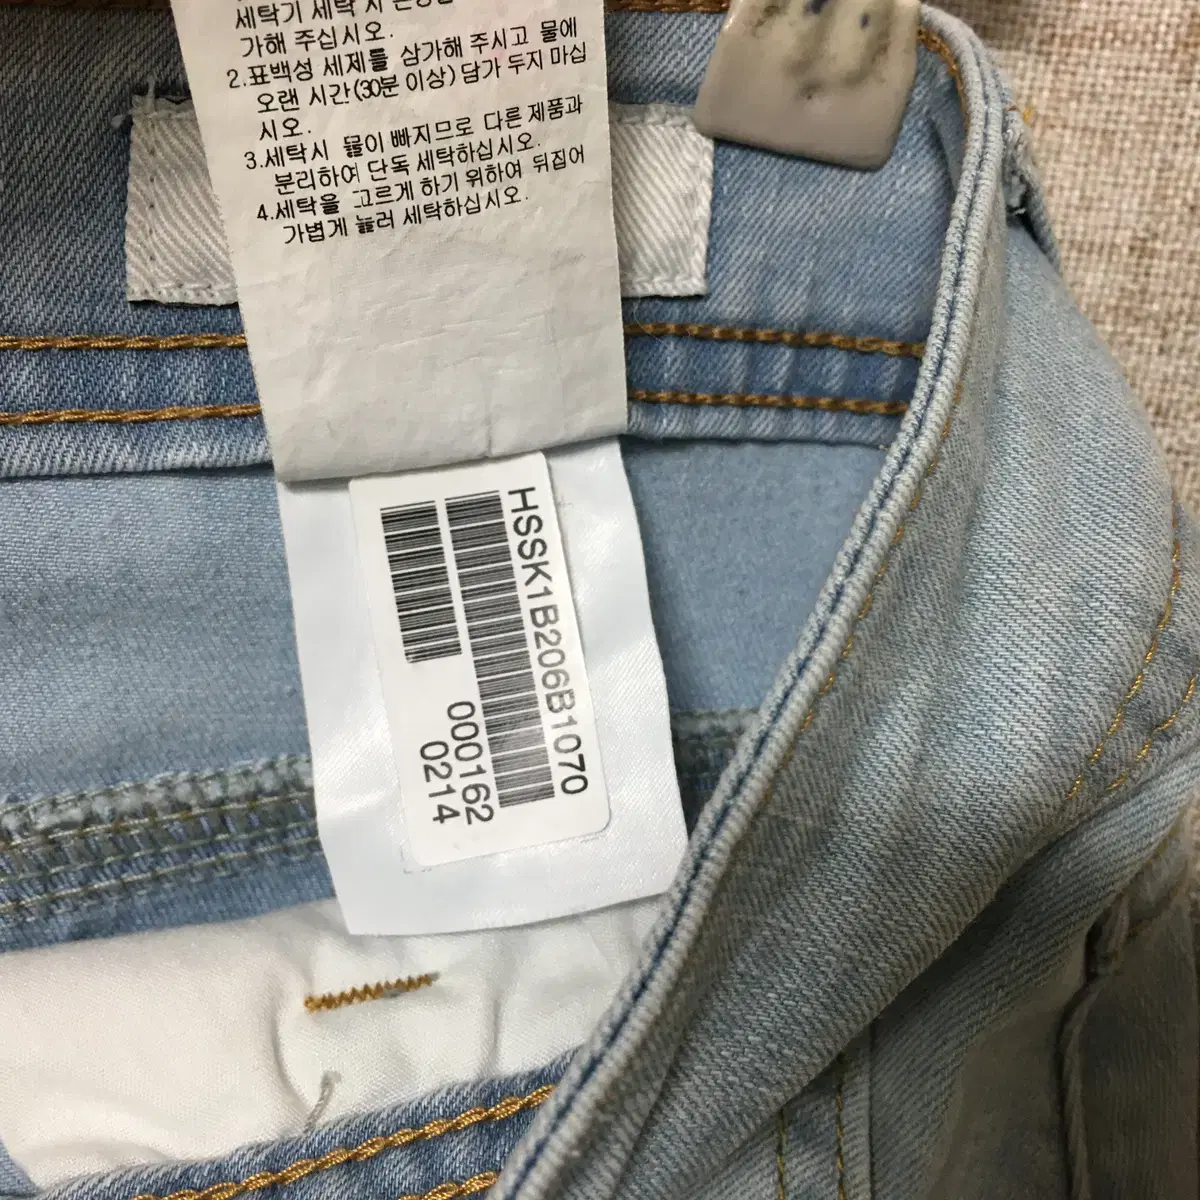 세탁기 세탁 시
가해 주십시오.
2.표백성 세제를 삼가해 주시고 물에
오랜 시간(30분 이상) 담가 두지 마십
시오.
3.세탁시 물이 빠지므로 다른 제품과
분리하여 단독 세탁하십시오.
4.세탁을 고르게 하기 위하여 뒤집어
가볍게 눌러 세탁하십시오.
HSSK1B206B1070
000162
0214